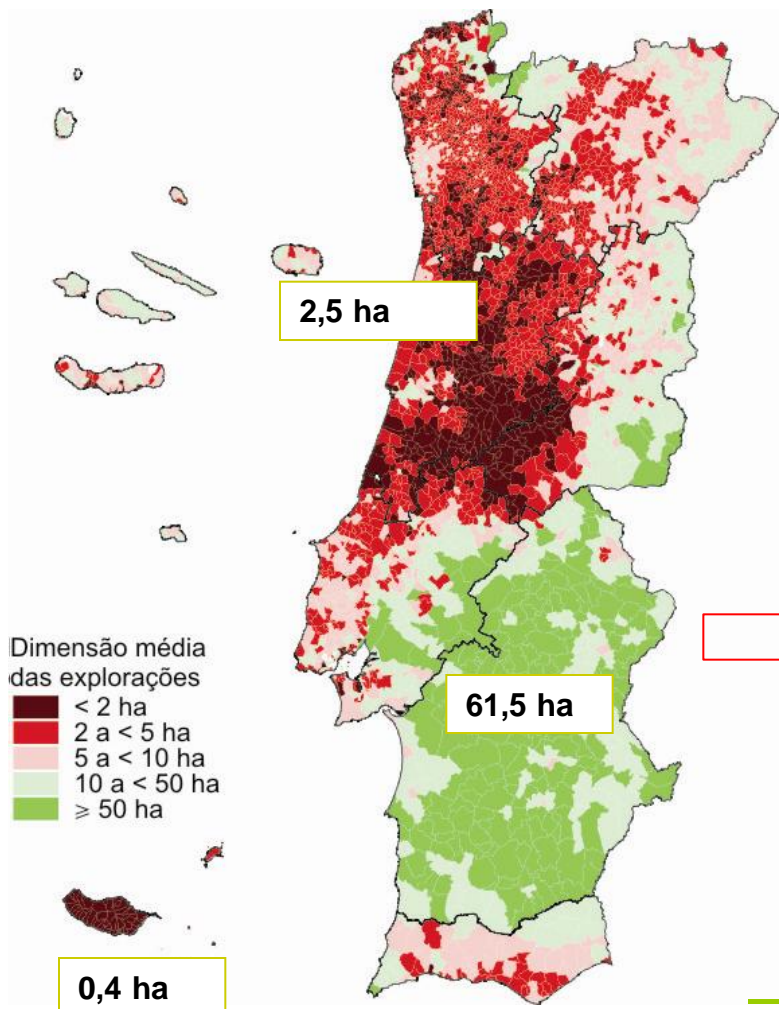 2,5 ha
61,5 ha
Dimensão média
das explorações
< 2 ha
2 a < 5 ha
5 a < 10 ha
10 a < 50 ha
⩾ 50 ha
0,4 ha